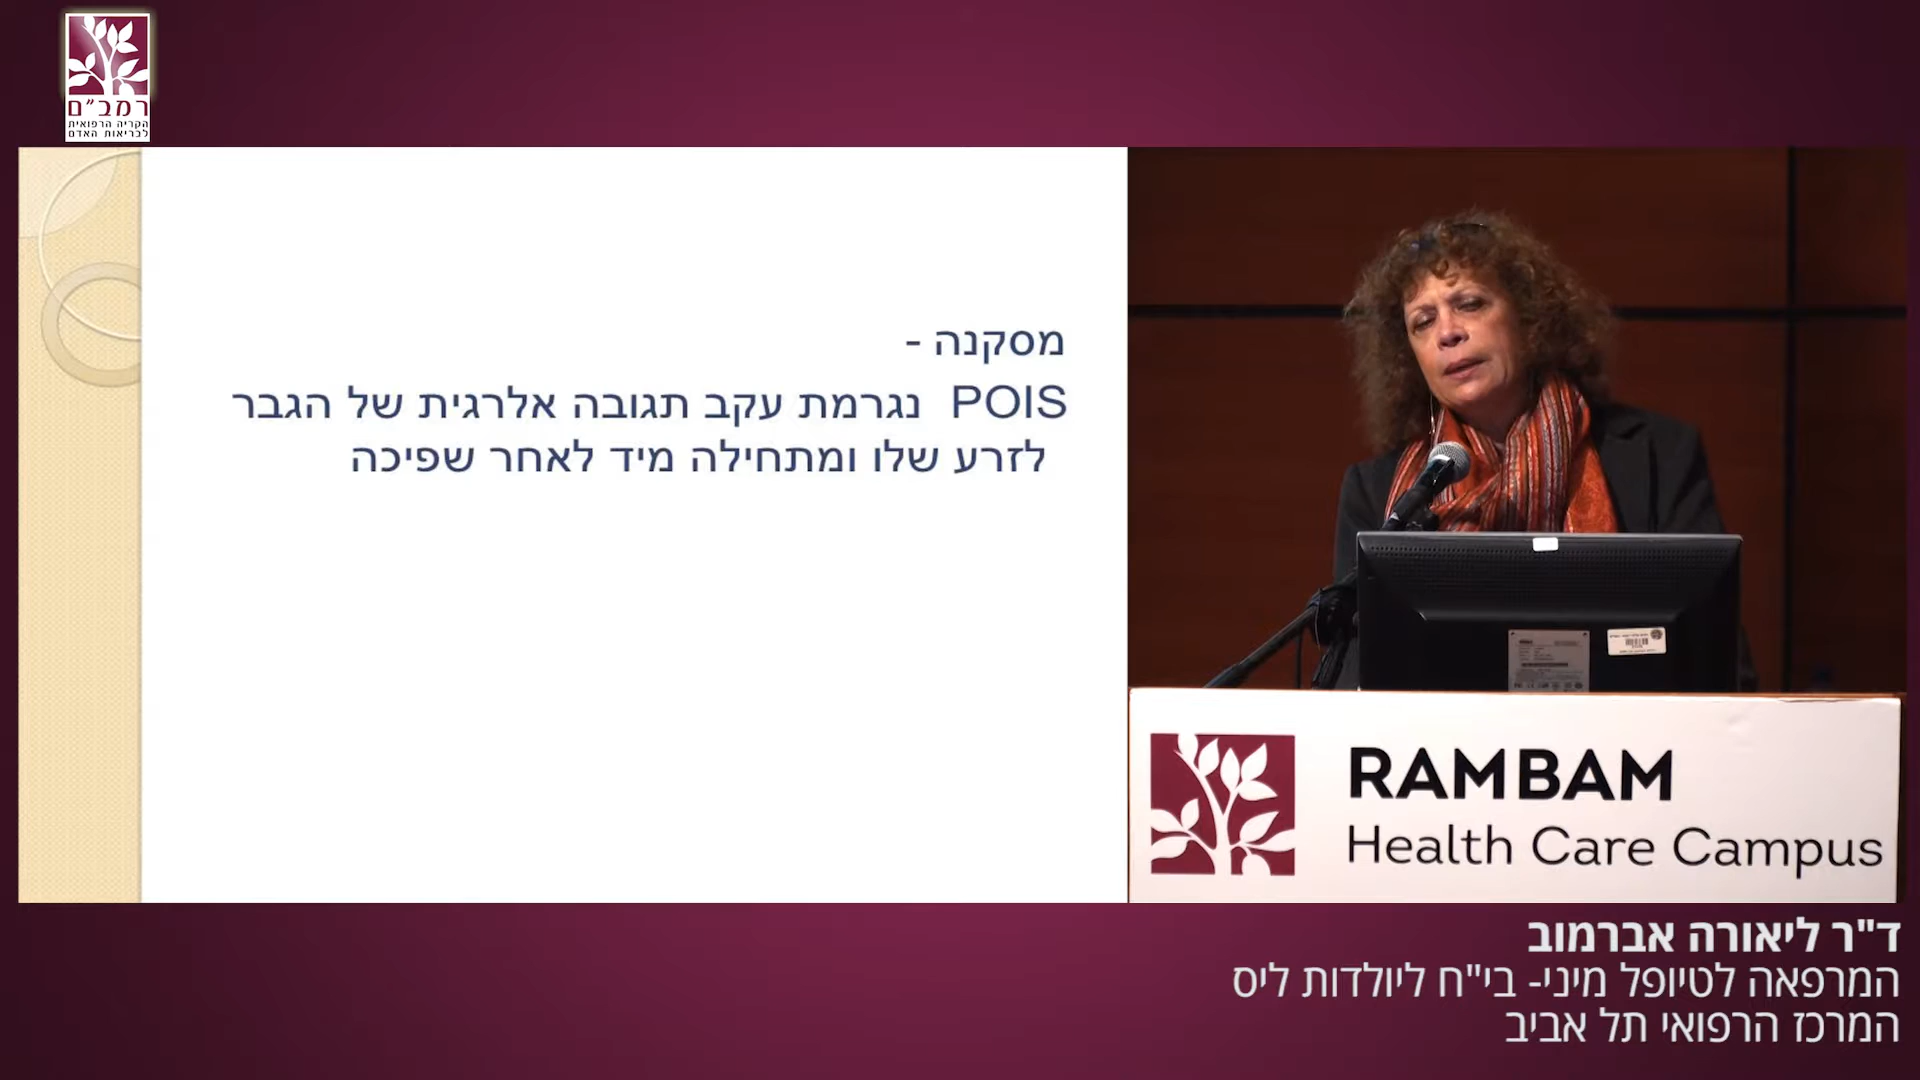 רמב"ם
הקריה הרפואית
לבריאות האדם
מסקנה -
POIS נגרמת עקב תגובה אלרגית של הגבר
לזרע שלו ומתחילה מיד לאחר שפיכה
RAMBAM
Health Care Campus
ד"ר ליאורה אברמוב
המרפאה לטיופל מיני- בי"ח ליולדות ליס
המרכז הרפואי תל אביב